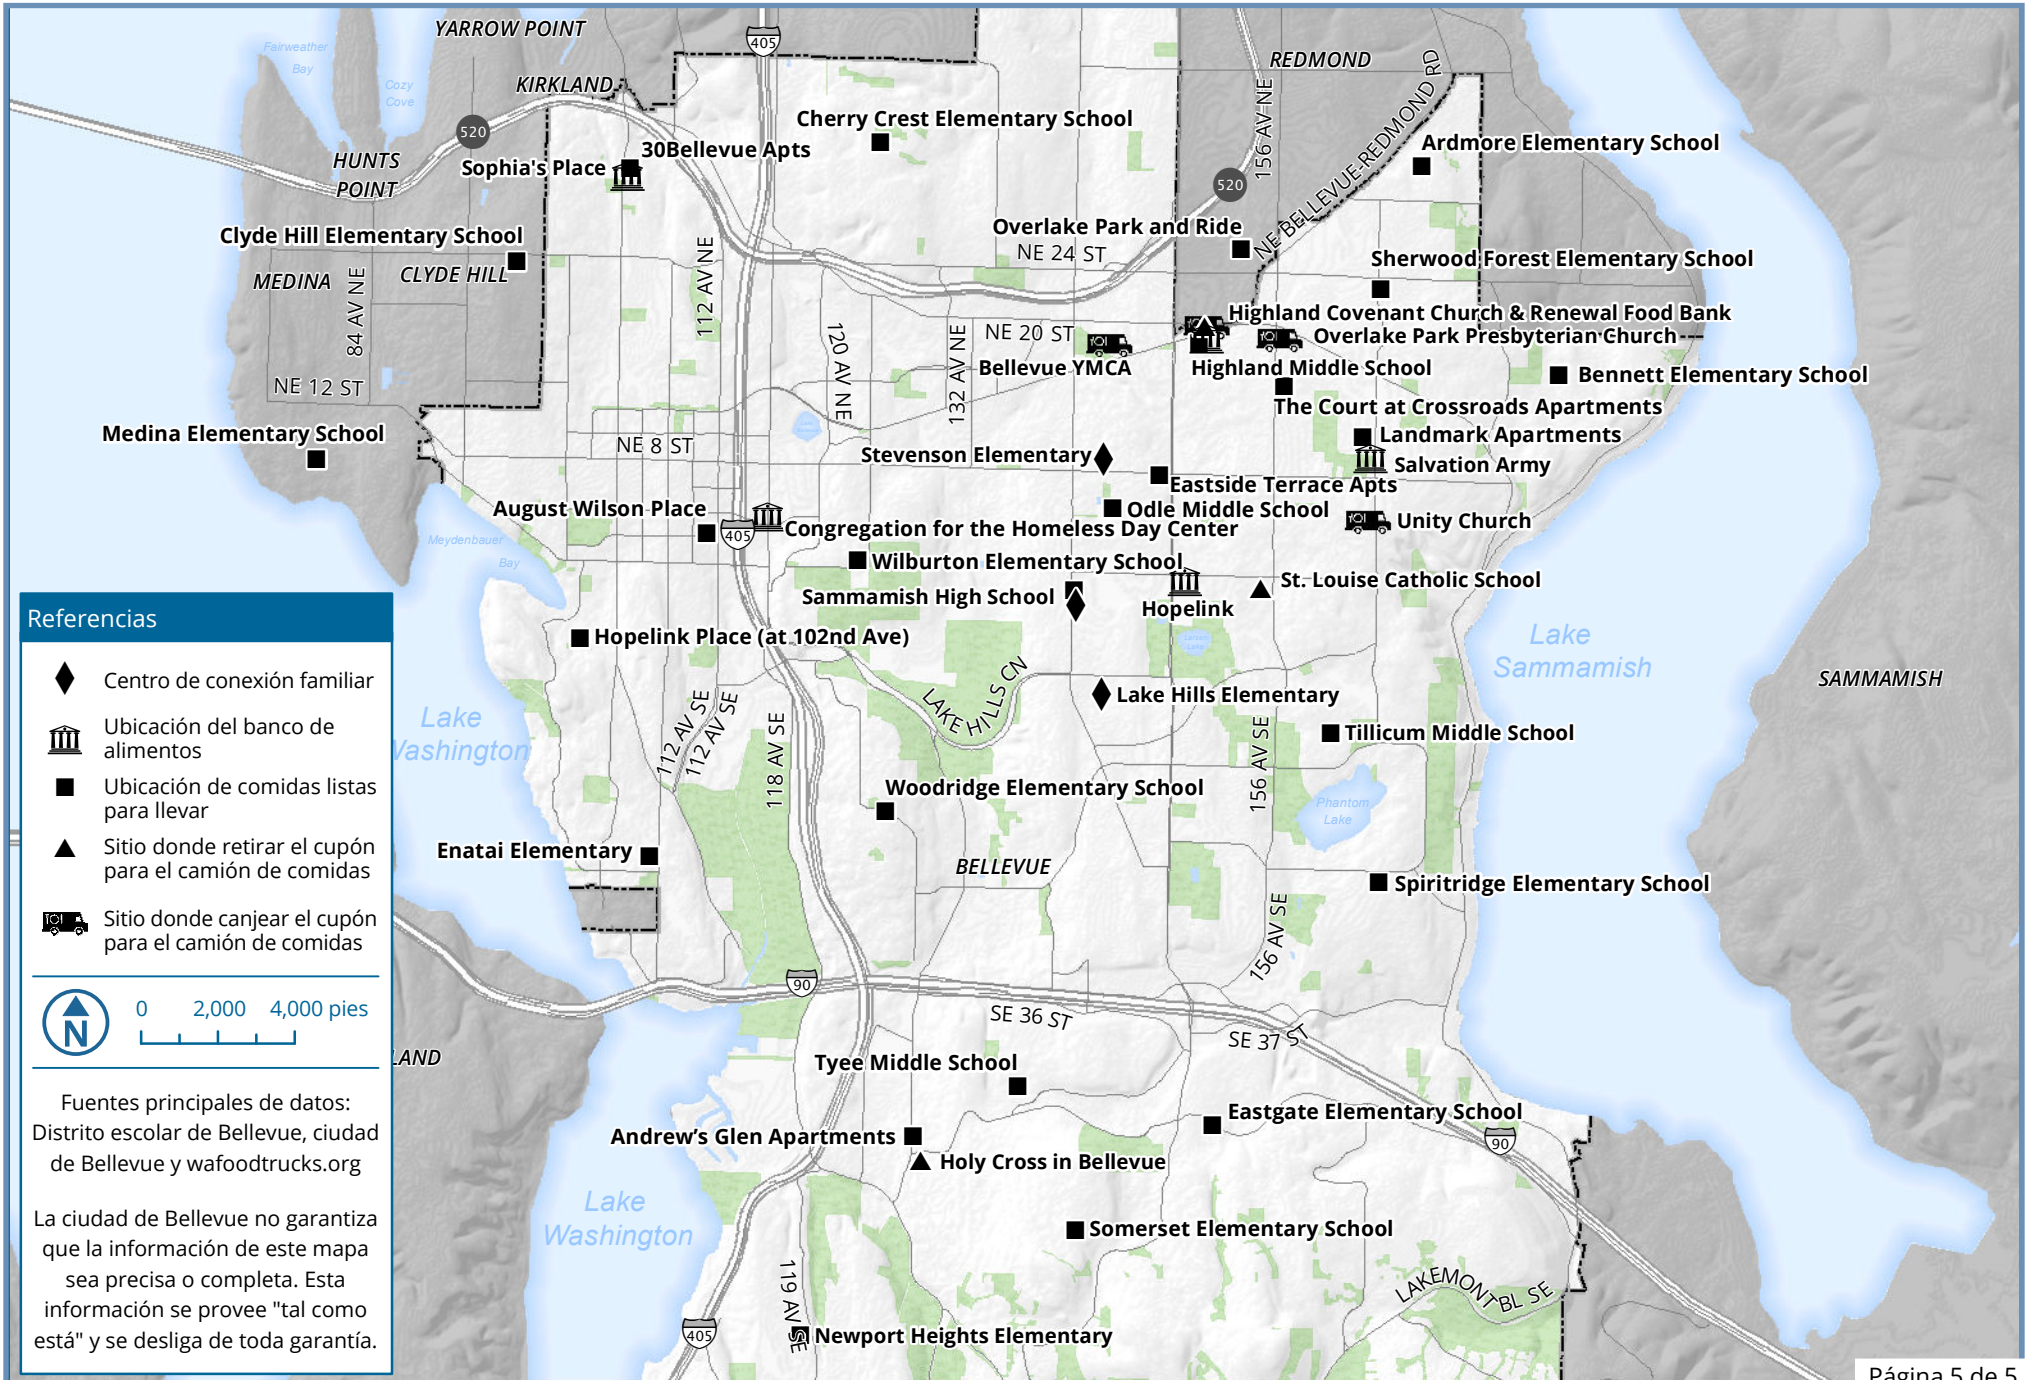 YARROW POINT
405
REDMOND
Fairweather
Bay
KIRKLAND
Cozy
Cove
156 AV NE
NE BELLEVUE-REDMOND RD
520
Cherry Crest Elementary School
Ardmore Elementary School
HUNTS
POINT
30Bellevue Apts
Sophia's Place
520
Clyde Hill Elementary School
Overlake Park and Ride
NE 24 ST
Sherwood Forest Elementary School
MEDINA
CLYDE HILL
84 AV NE
112 AV NE
120 AV NE
132 AV NE
NE 20 ST
Highland Covenant Church & Renewal Food Bank
Overlake Park Presbyterian Church
Bellevue YMCA
Highland Middle School
Bennett Elementary School
NE 12 ST
The Court at Crossroads Apartments
Medina Elementary School
NE 8 ST
Landmark Apartments
Stevenson Elementary
Salvation Army
Eastside Terrace Apts
August Wilson Place
Odle Middle School
405
Congregation for the Homeless Day Center
Unity Church
Meydenbauer
Bay
Wilburton Elementary School
Sammamish High School
St. Louise Catholic School
Hopelink
Hopelink Place (at 102nd Ave)
Larsen
Lake
Lake
Sammamish
SAMMAMISH
LAKE HILLS CN
Lake Hills Elementary
Lake
Washington
112 AV SE
112 AV SE
118 AV SE
156 AV SE
Tillicum Middle School
Woodridge Elementary School
Phantom
Lake
Enatai Elementary
BELLEVUE
Spiritridge Elementary School
156 AV SE
90
SE 36 ST
SE 37 ST
LAND
Tyee Middle School
Eastgate Elementary School
Andrew’s Glen Apartments
90
Holy Cross in Bellevue
Lake
Washington
Somerset Elementary School
119 AV SE
LAKEMONT BL SE
405
Newport Heights Elementary
Referencias
Centro de conexión familiar
Ubicación del banco de
alimentos
Ubicación de comidas listas
para llevar
Sitio donde retirar el cupón
para el camión de comidas
Sitio donde canjear el cupón
para el camión de comidas
N
0 2,000 4,000 pies
Fuentes principales de datos:
Distrito escolar de Bellevue, ciudad
de Bellevue y wafoodtrucks.org
La ciudad de Bellevue no garantiza
que la información de este mapa
sea precisa o completa. Esta
información se provee "tal como
está" y se desliga de toda garantía.
Página 5 de 5